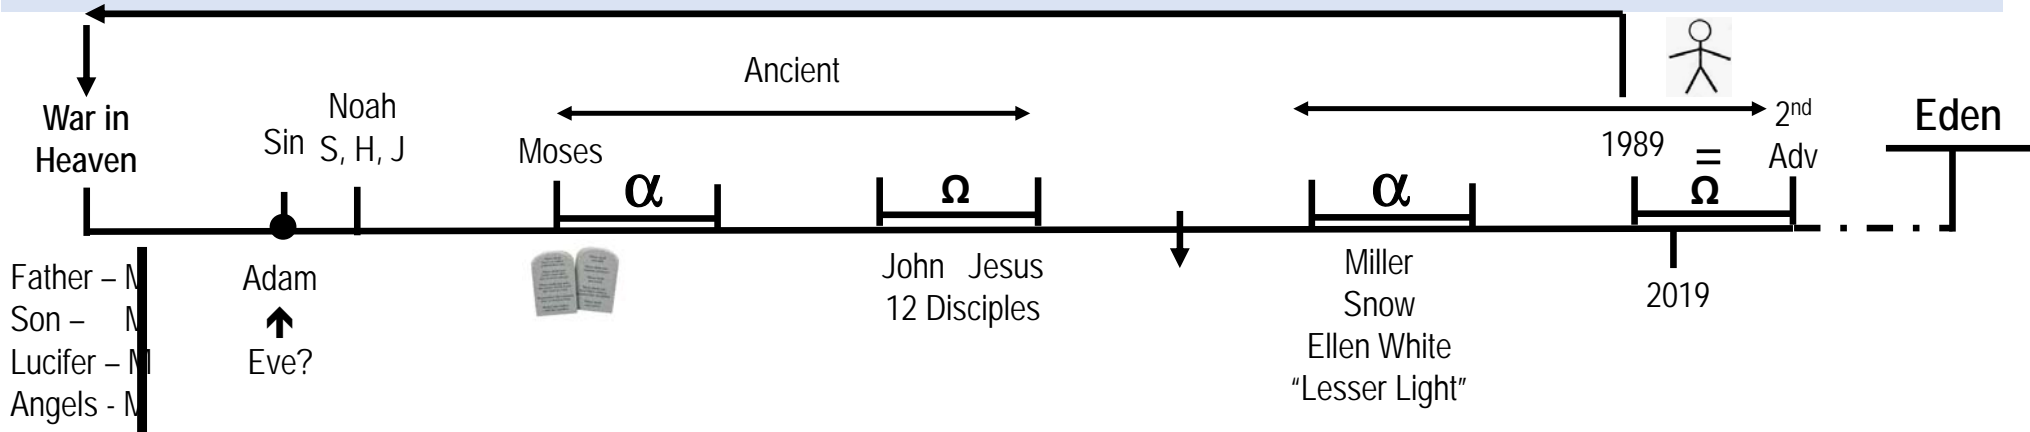 Ancient
War in
Heaven
Sin
Noah
S, H, J
Moses
α
Ω
α
1989
=
Ω
2nd
Adv
Eden
Father – M
Son – M
Lucifer – M
Angels - M
Adam
Eve?
John Jesus
12 Disciples
Miller
Snow
Ellen White
“Lesser Light”
2019